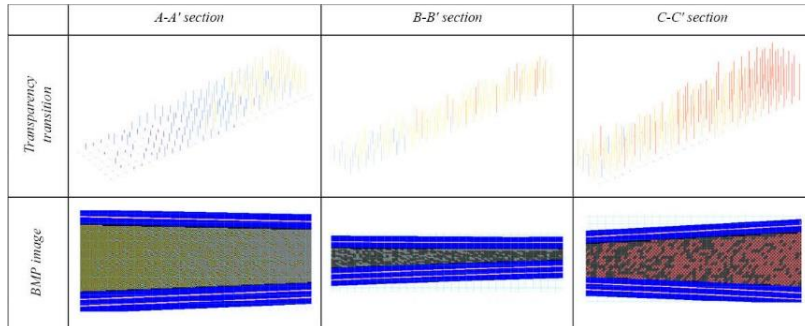 A-A' section
B-B' section
C-C' section
Transparency
transition
BMP image